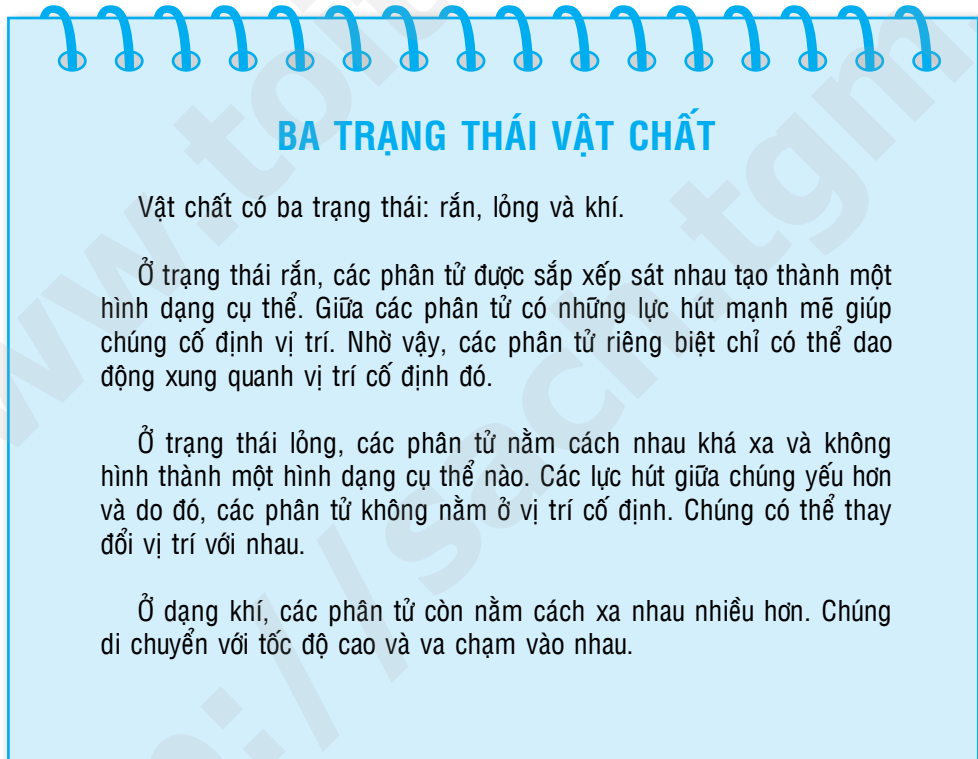 BA TRẠNG THÁI VẬT CHẤT
Vật chất có ba trạng thái: rắn, lỏng và khí.
Ở trạng thái rắn, các phân tử được sắp xếp sát nhau tạo thành một
hình dạng cụ thể. Giữa các phân tử có những lực hút mạnh mẽ giúp
chúng cố định vị trí. Nhờ vậy, các phân tử riêng biệt chỉ có thể dao
động xung quanh vị trí cố định đó.
Ở trạng thái lỏng, các phân tử nằm cách nhau khá xa và không
hình thành một hình dạng cụ thể nào. Các lực hút giữa chúng yếu hơn
và do đó, các phân tử không nằm ở vị trí cố định. Chúng có thể thay
đổi vị trí với nhau.
Ở dạng khí, các phân tử còn nằm cách xa nhau nhiều hơn. Chúng
di chuyển với tốc độ cao và va chạm vào nhau.